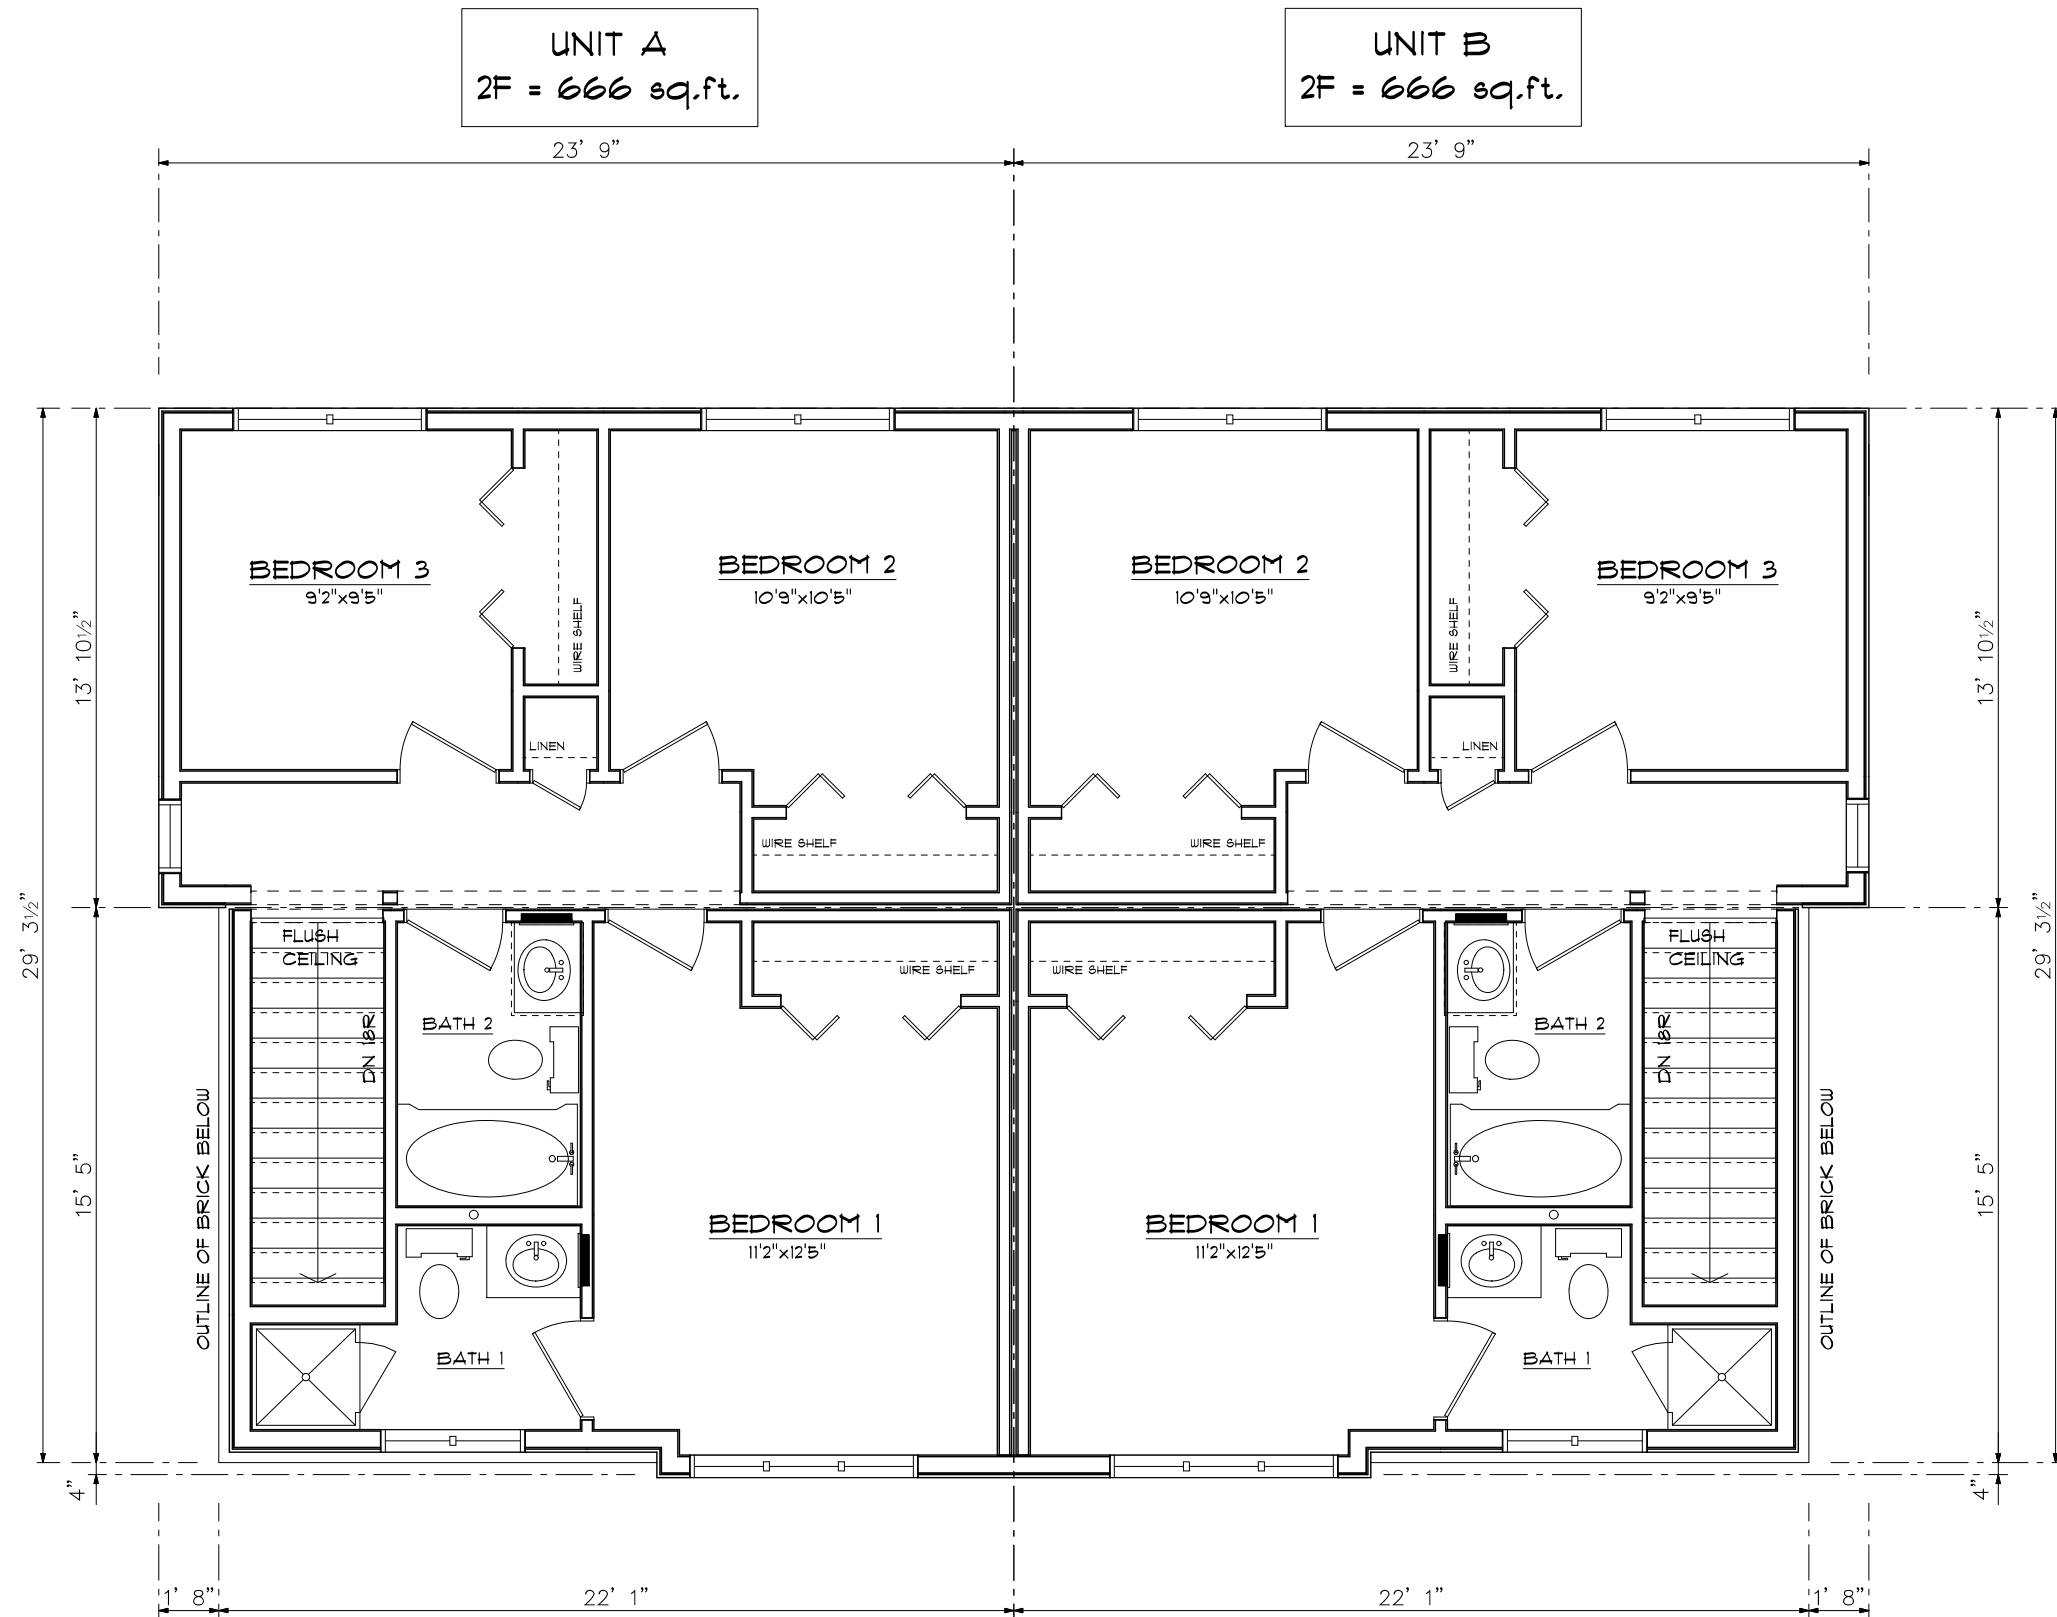 UNIT A
2F = 666 sq.ft.
UNIT B
2F = 666 sq.ft.
23' 9"
23' 9"
BEDROOM 3
9'2"x9'5"
WIRE SHELF
BEDROOM 2
10'9"x10'5"
BEDROOM 2
10'9"x10'5"
WIRE SHELF
BEDROOM 3
9'2"x9'5"
13' 10½"
13' 10½"
LINEN
LINEN
WIRE SHELF
WIRE SHELF
29' 3½"
29' 3½"
FLUSH
CEILING
WIRE SHELF
WIRE SHELF
FLUSH
CEILING
DN 18R
BATH 2
BATH 2
DN 18R
OUTLINE OF BRICK BELOW
OUTLINE OF BRICK BELOW
15' 5"
15' 5"
BEDROOM 1
11'2"x12'5"
BEDROOM 1
11'2"x12'5"
BATH 1
BATH 1
4"
4"
1' 8"
22' 1"
22' 1"
1' 8"